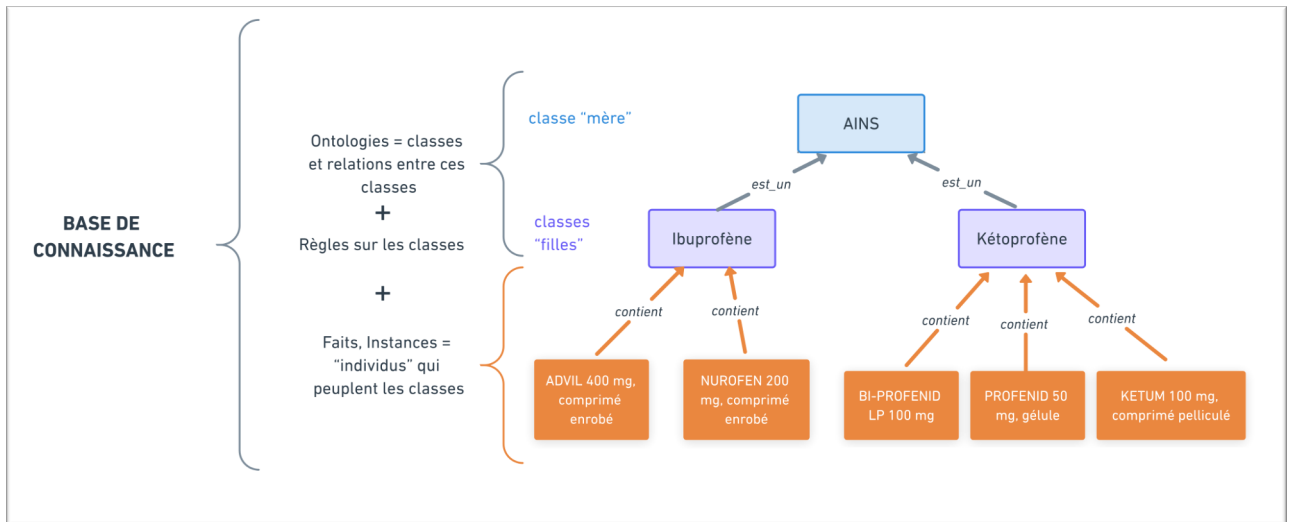 BASE DE
CONNAISSANCE
Ontologies = classes
et relations entre ces
classes
+
Règles sur les classes
+
Faits, Instances =
“individus” qui
peuplent les classes
classe “mère”
classes
“filles”
AINS
est_un
est_un
Ibuprofène
Kétoprofène
contient
contient
contient
contient
contient
ADVIL 400 mg,
comprimé
enrobé
NUROFEN 200
mg, comprimé
enrobé
BI-PROFENID
LP 100 mg
PROFENID 50
mg, gélule
KETUM 100 mg,
comprimé pelliculé